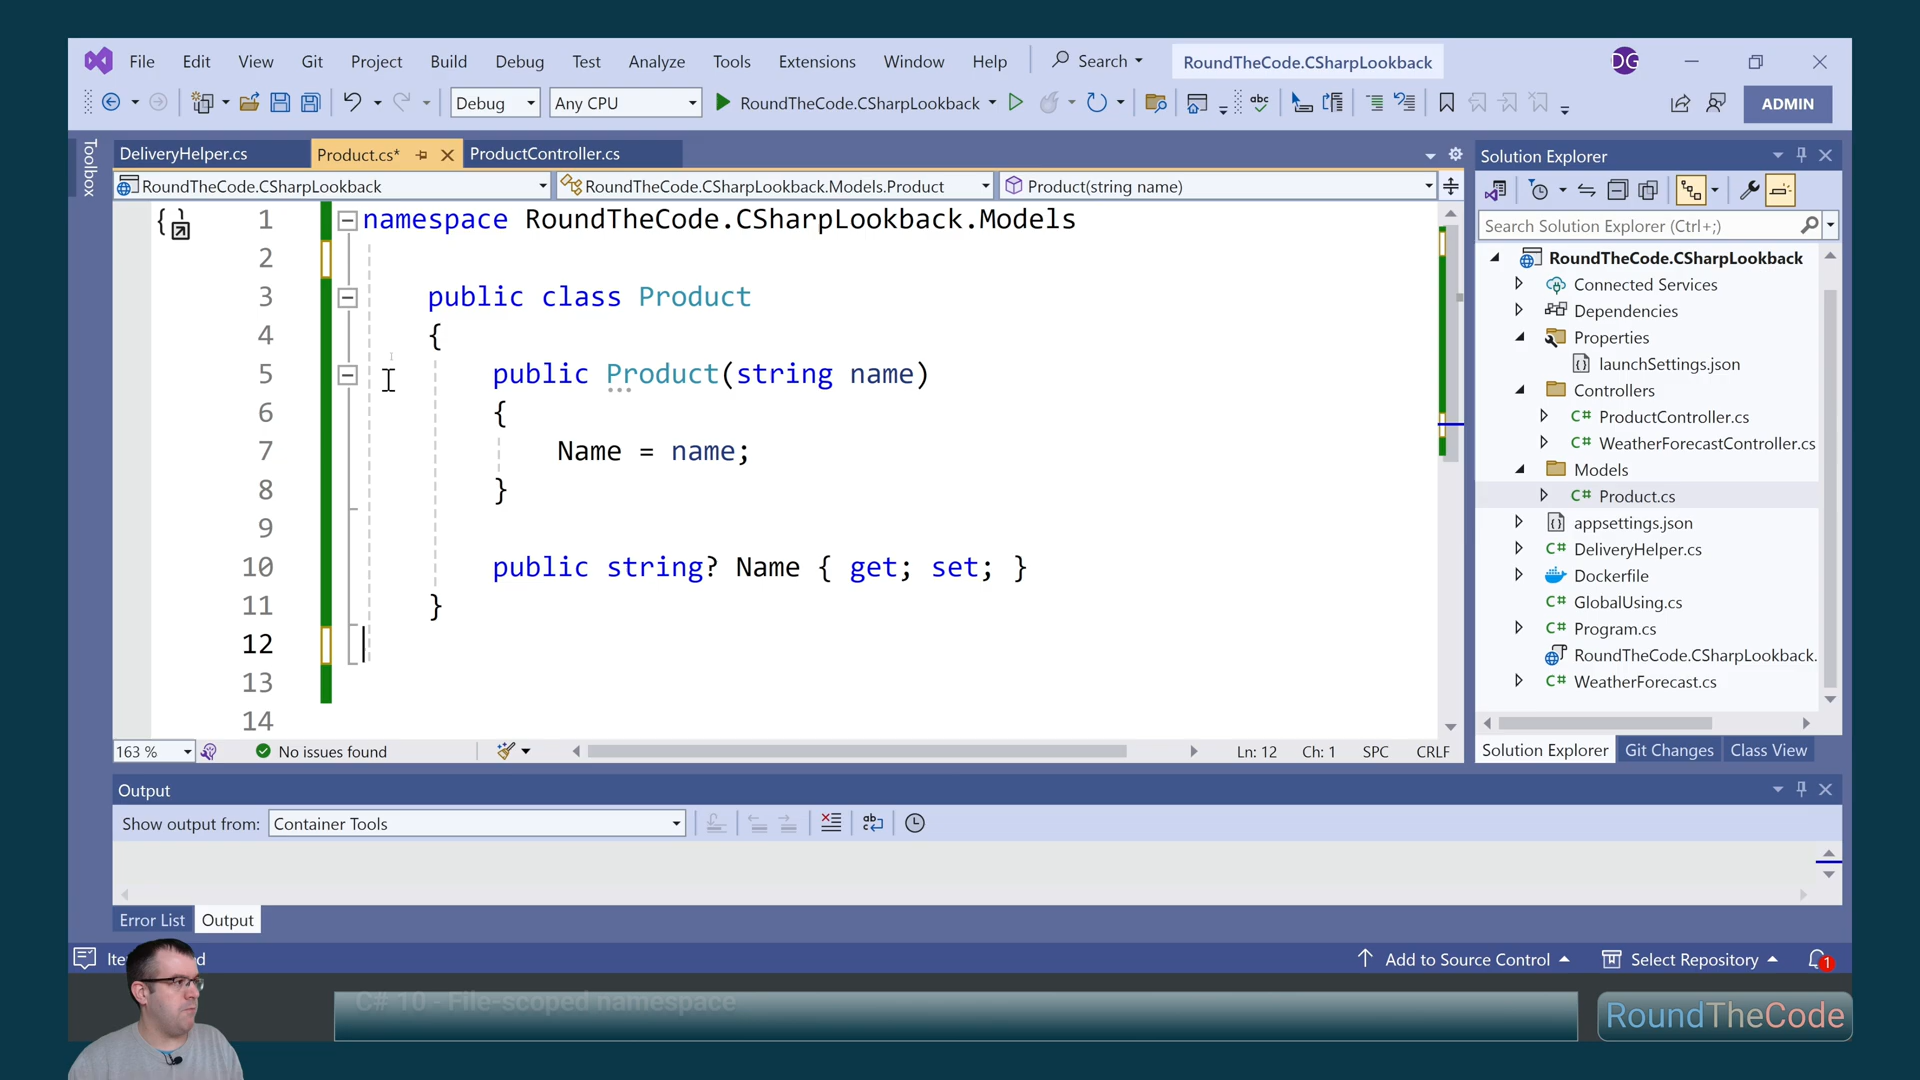 File Edit View Git Project Build Debug Test Analyze Tools Extensions Window Help Search RoundTheCode.CSharpLookback DG
Debug Any CPU RoundTheCode.CSharpLookback abc ADMIN
Toolbox
DeliveryHelper.cs Product.cs* ProductController.cs
RoundTheCode.CSharpLookback RoundTheCode.CSharpLookback.Models.Product Product(string name)
1 namespace RoundTheCode.CSharpLookback.Models
2
3 public class Product
4 {
5 public Product(string name)
6 {
7 Name = name;
8 }
9
10 public string? Name { get; set; }
11 }
12
13
14
163 % No issues found Ln: 12 Ch: 1 SPC CRLF
Solution Explorer
Search Solution Explorer (Ctrl+;)
RoundTheCode.CSharpLookback
Connected Services
Dependencies
Properties
launchSettings.json
Controllers
C# ProductController.cs
C# WeatherForecastController.cs
Models
C# Product.cs
appsettings.json
C# DeliveryHelper.cs
Dockerfile
C# GlobalUsing.cs
C# Program.cs
RoundTheCode.CSharpLookback.
C# WeatherForecast.cs
Solution Explorer Git Changes Class View
Output
Show output from: Container Tools
Error List Output
Add to Source Control Select Repository 1
C# 10 - File-scoped namespace
RoundTheCode